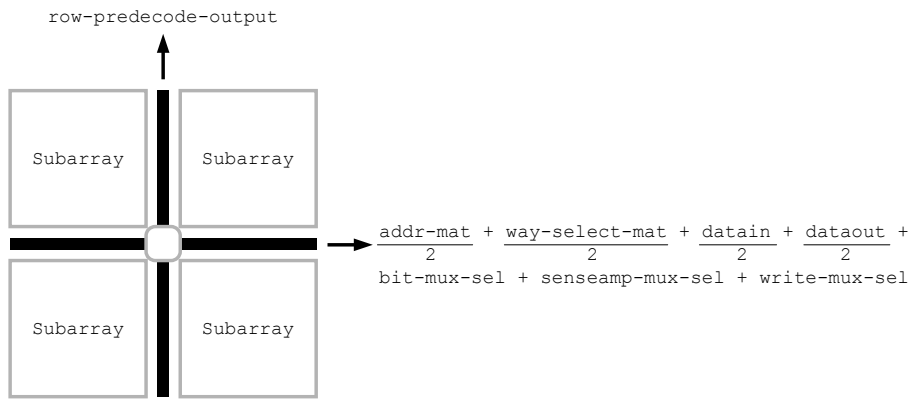 row-predecode-output
Subarray Subarray
addr-mat + way-select-mat + datain + dataout +
2 2 2 2
bit-mux-sel + senseamp-mux-sel + write-mux-sel
Subarray Subarray